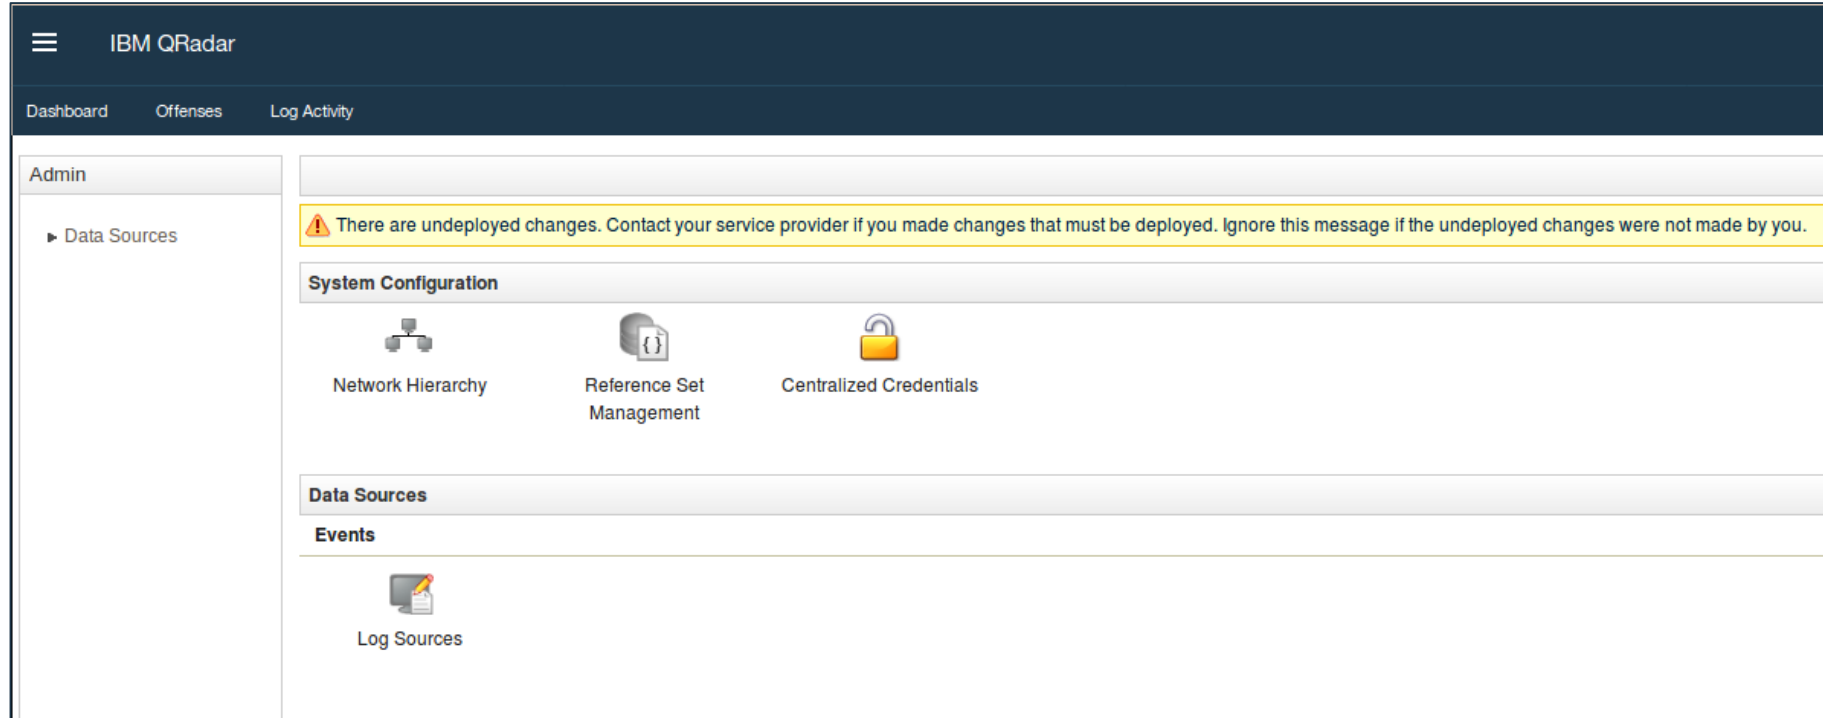 IBM QRadar
Dashboard Offenses Log Activity
Admin
Data Sources
There are undeployed changes. Contact your service provider if you made changes that must be deployed. Ignore this message if the undeployed changes were not made by you.
System Configuration
Network Hierarchy
Reference Set
Management
Centralized Credentials
Data Sources
Events
Log Sources